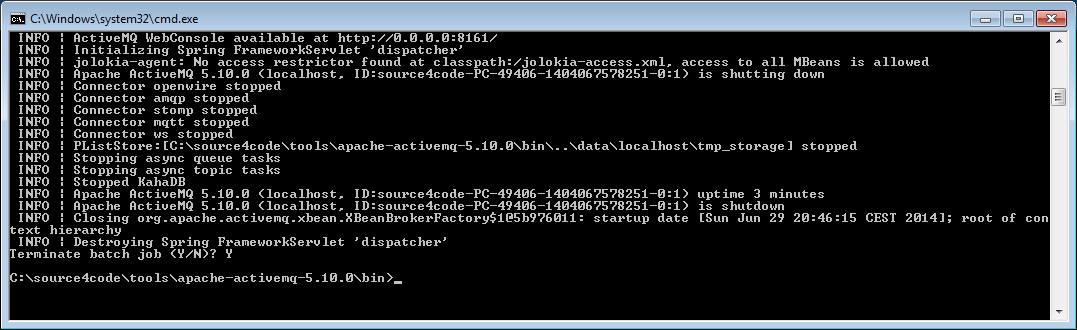 C:\Windows\system32\cmd.exe
INFO | ActiveMQ WebConsole available at http://0.0.0.0:8161/
INFO | Initializing Spring FrameworkServlet 'dispatcher'
INFO | jolokia-agent: No access restrictor found at classpath:/jolokia-access.xml, access to all MBeans is allowed
INFO | Apache ActiveMQ 5.10.0 (localhost, ID:source4code-PC-49406-1404067578251-0:1) is shutting down
INFO | Connector openwire stopped
INFO | Connector amqp stopped
INFO | Connector stomp stopped
INFO | Connector mqtt stopped
INFO | Connector ws stopped
INFO | PListStore:[C:\source4code\tools\apache-activemq-5.10.0\bin\..\data\localhost\tmp_storage] stopped
INFO | Stopping async queue tasks
INFO | Stopping async topic tasks
INFO | Stopped KahaDB
INFO | Apache ActiveMQ 5.10.0 (localhost, ID:source4code-PC-49406-1404067578251-0:1) uptime 3 minutes
INFO | Apache ActiveMQ 5.10.0 (localhost, ID:source4code-PC-49406-1404067578251-0:1) is shutdown
INFO | Closing org.apache.activemq.xbean.XBeanBrokerFactory$1@5b976011: startup date [Sun Jun 29 20:46:15 CEST 2014]; root of con
text hierarchy
INFO | Destroying Spring FrameworkServlet 'dispatcher'
Terminate batch job (Y/N)? Y
C:\source4code\tools\apache-activemq-5.10.0\bin>_